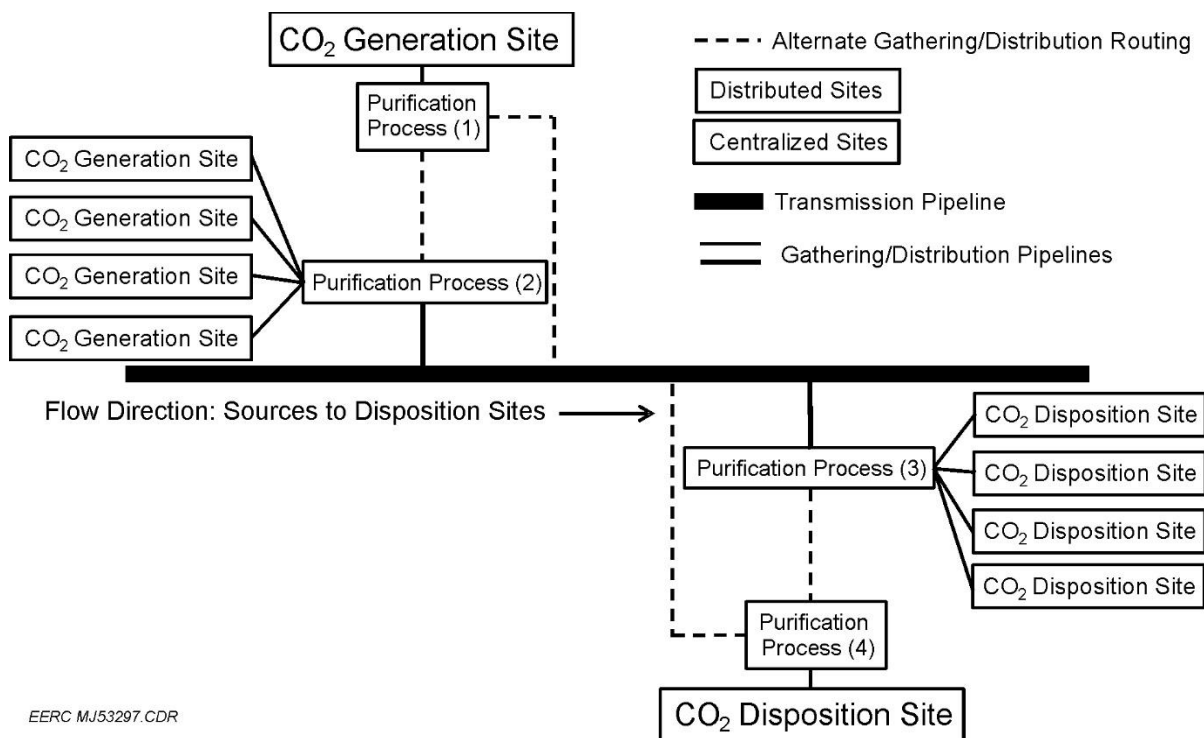 CO₂ Generation Site
Purification
Process (1)
CO₂ Generation Site
CO₂ Generation Site
CO₂ Generation Site
CO₂ Generation Site
Purification Process (2)
Alternate Gathering/Distribution Routing
Distributed Sites
Centralized Sites
Transmission Pipeline
Gathering/Distribution Pipelines
Flow Direction: Sources to Disposition Sites
Purification Process (3)
CO₂ Disposition Site
CO₂ Disposition Site
CO₂ Disposition Site
CO₂ Disposition Site
Purification
Process (4)
CO₂ Disposition Site
EERC MJ53297.CDR